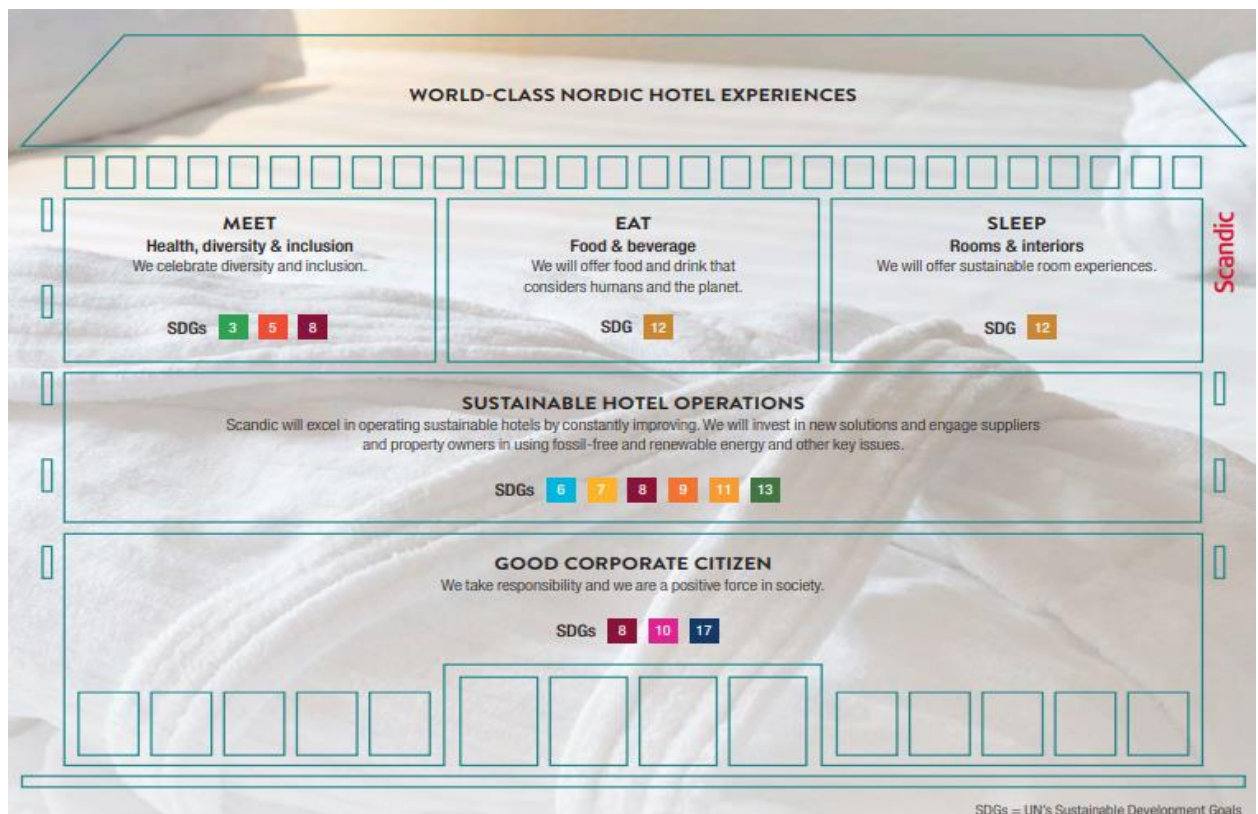 WORLD-CLASS NORDIC HOTEL EXPERIENCES
MEET
Health, diversity & inclusion
We celebrate diversity and inclusion.
SDGs 3 5 8
EAT
Food & beverage
We will offer food and drink that
considers humans and the planet.
SDG 12
SLEEP
Rooms & interiors
We will offer sustainable room experiences.
SDG 12
Scandic
SUSTAINABLE HOTEL OPERATIONS
Scandic will excel in operating sustainable hotels by constantly improving. We will invest in new solutions and engage suppliers
and property owners in using fossil-free and renewable energy and other key issues.
SDGs 6 7 8 9 11 13
GOOD CORPORATE CITIZEN
We take responsibility and we are a positive force in society.
SDGs 8 10 17
SDGs = UN's Sustainable Development Goals